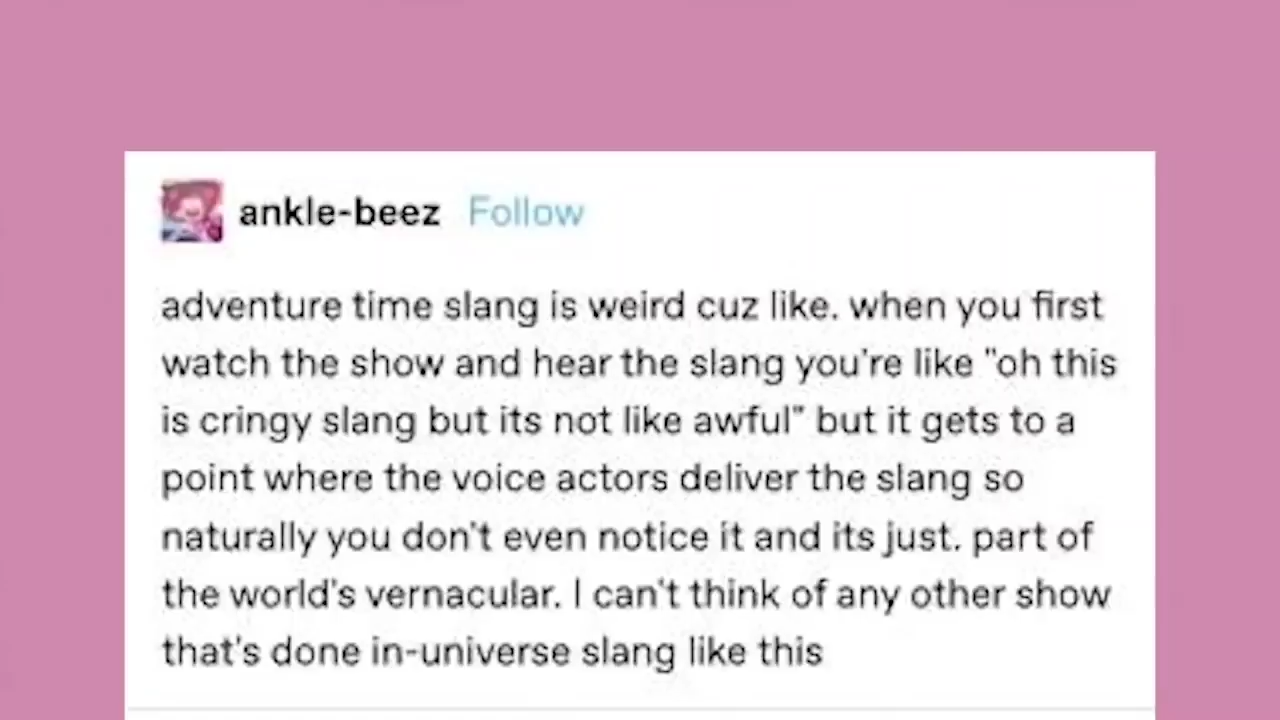 ankle-beez Follow
adventure time slang is weird cuz like. when you first
watch the show and hear the slang you're like "oh this
is cringy slang but its not like awful" but it gets to a
point where the voice actors deliver the slang so
naturally you don't even notice it and its just. part of
the world's vernacular. I can't think of any other show
that's done in-universe slang like this